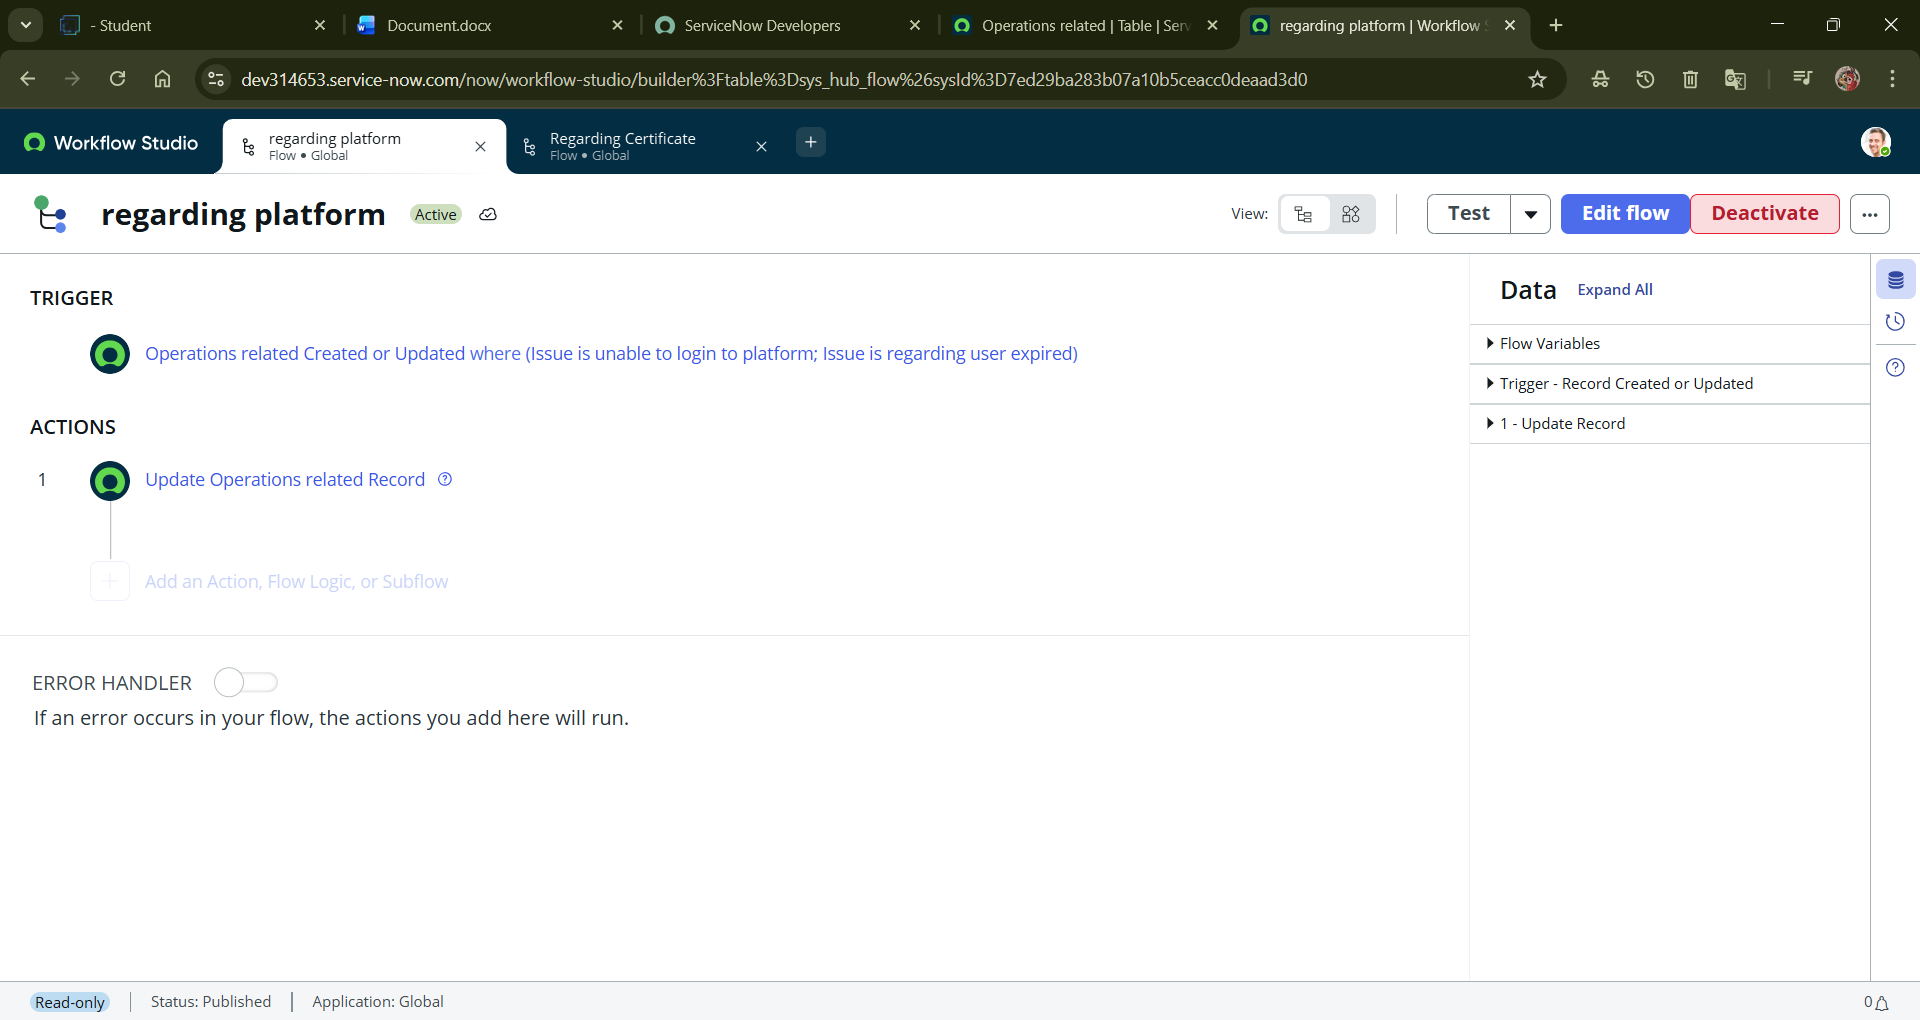 - Student
Document.docx
ServiceNow Developers
Operations related | Table | Serv
regarding platform | Workflow S
dev314653.service-now.com/now/workflow-studio/builder%3Ftable%3Dsys_hub_flow%26sysId%3D7ed29ba283b07a10b5ceacc0deaad3d0
Workflow Studio
regarding platform
Flow • Global
Regarding Certificate
Flow • Global
regarding platform
Active
View:
Test
Edit flow
Deactivate
TRIGGER
Operations related Created or Updated where (Issue is unable to login to platform; Issue is regarding user expired)
ACTIONS
1
Update Operations related Record
Add an Action, Flow Logic, or Subflow
ERROR HANDLER
If an error occurs in your flow, the actions you add here will run.
Data
Expand All
Flow Variables
Trigger - Record Created or Updated
1 - Update Record
Read-only
Status: Published
Application: Global
0